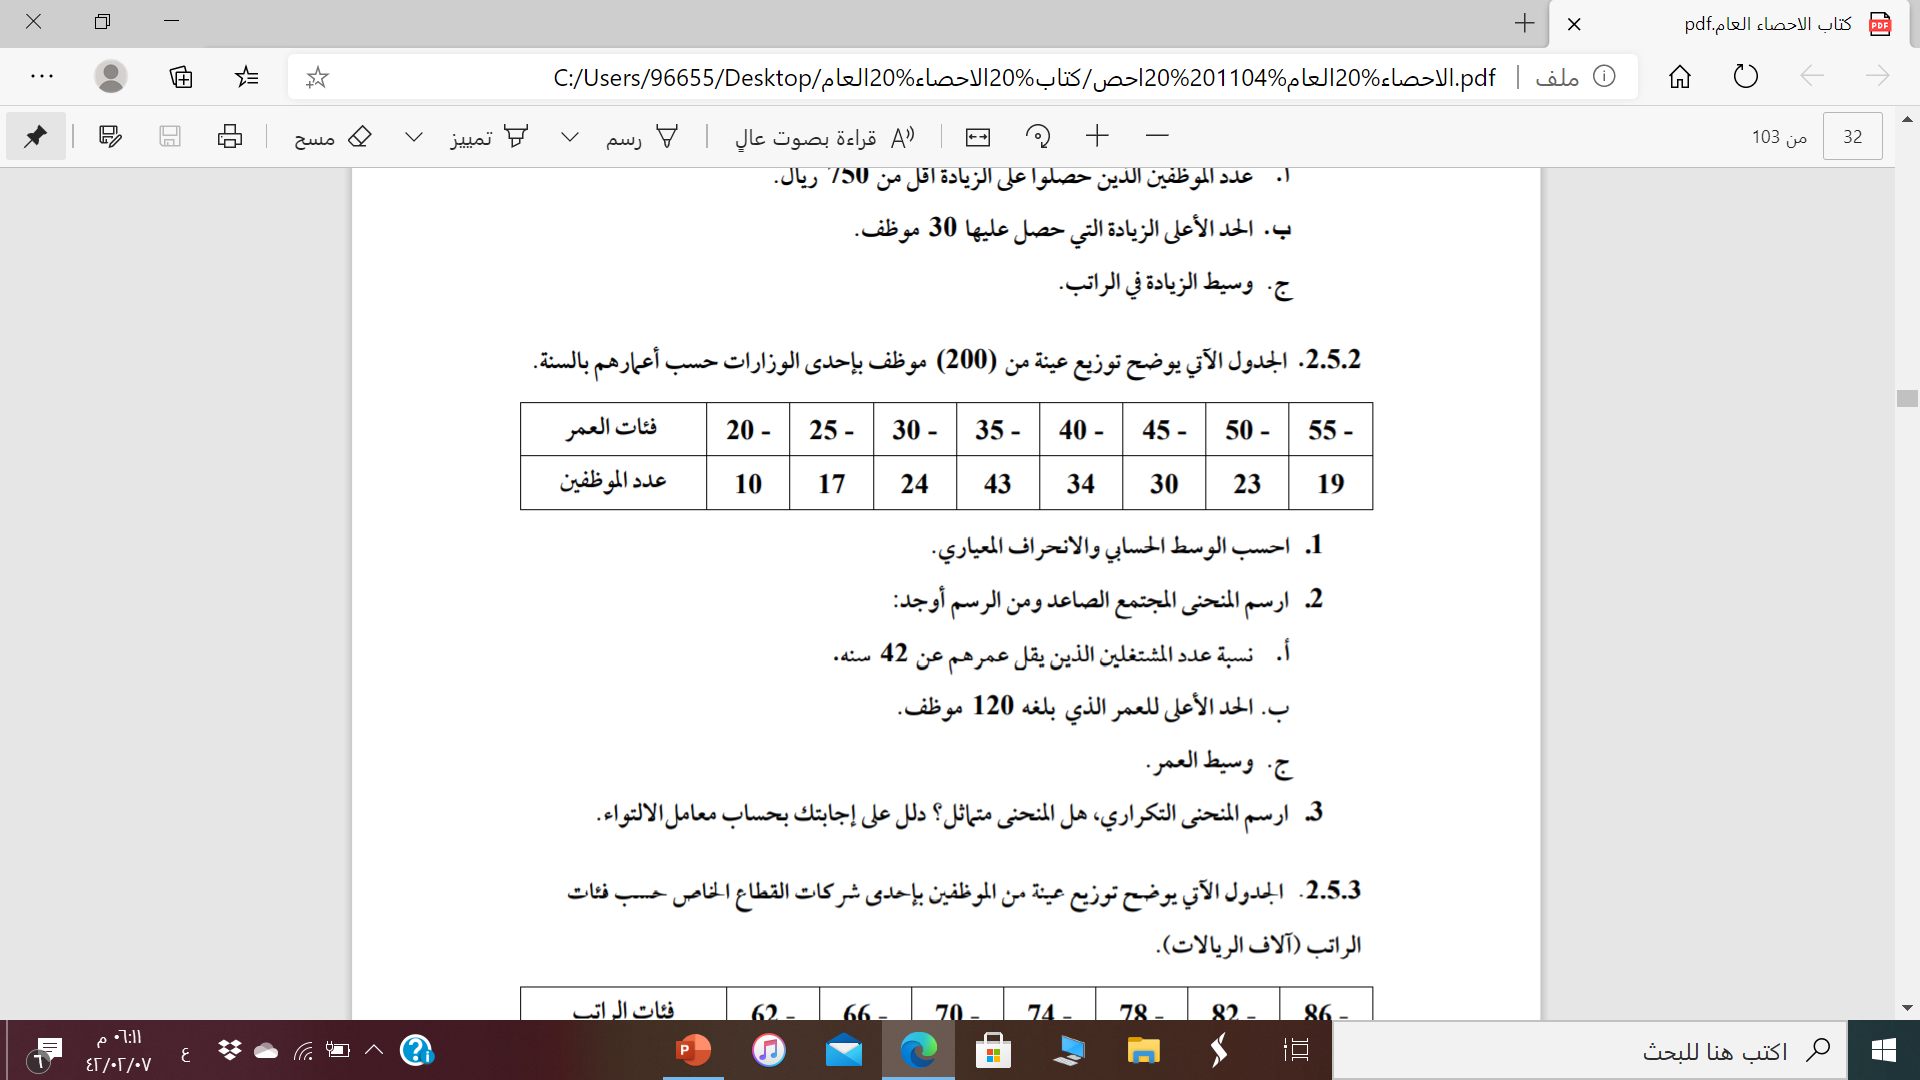 كتاب الاحصاء العام.pdf
ملف
C:/Users/96655/Desktop/الاحصاء%20العام%201104%20احص/كتاب%20الاحصاء%20العام.pdf
32 من 103
قراءة بصوت عالٍ
رسم
تمييز
مسح
أ. عدد الموظفين الذين حصلوا على الزيادة أقل من 750 ريال.
ب. الحد الأعلى الزيادة التي حصل عليها 30 موظف.
ج. وسيط الزيادة في الراتب.
2.5.2. الجدول الآتي يوضح توزيع عينة من (200) موظف بإحدى الوزارات حسب أعمارهم بالسنة.
فئات العمر 20 - 25 - 30 - 35 - 40 - 45 - 50 - 55 -
عدد الموظفين 10 17 24 43 34 30 23 19
1. احسب الوسط الحسابي والانحراف المعياري.
2. ارسم المنحنى المجتمع الصاعد ومن الرسم أوجد:
أ. نسبة عدد المشتغلين الذين يقل عمرهم عن 42 سنه.
ب. الحد الأعلى للعمر الذي بلغه 120 موظف.
ج. وسيط العمر.
3. ارسم المنحنى التكراري، هل المنحنى متماثل؟ دلل على إجابتك بحساب معامل الالتواء.
2.5.3. الجدول الآتي يوضح توزيع عينة من الموظفين بإحدى شركات القطاع الخاص حسب فئات
الراتب (آلاف الريالات).
فئات الراتب 62 - 66 - 70 - 74 - 78 - 82 - 86 -
اكتب هنا للبحث
ع
٠٦:١١ م
٤٢/٠٢/٠٧
٦